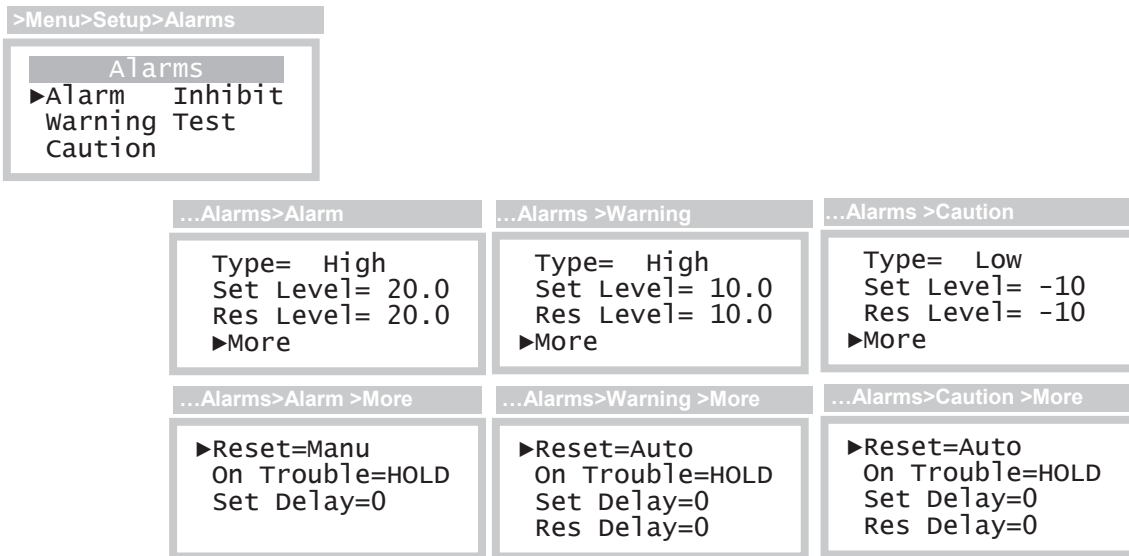 >Menu>Setup>Alarms
Alarms
►Alarm Inhibit
Warning Test
Caution
...Alarms>Alarm
Type= High
Set Level= 20.0
Res Level= 20.0
►More
...Alarms >Warning
Type= High
Set Level= 10.0
Res Level= 10.0
►More
...Alarms >Caution
Type= Low
Set Level= -10
Res Level= -10
►More
...Alarms>Alarm >More
►Reset=Manu
On Trouble=HOLD
Set Delay=0
...Alarms>Warning >More
►Reset=Auto
On Trouble=HOLD
Set Delay=0
Res Delay=0
...Alarms>Caution >More
►Reset=Auto
On Trouble=HOLD
Set Delay=0
Res Delay=0